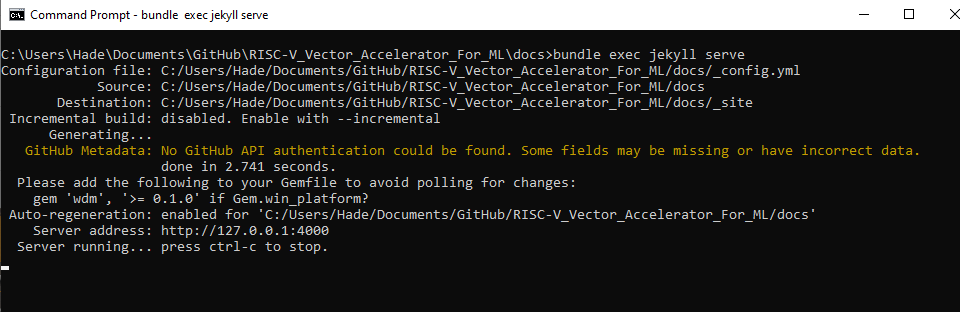 Command Prompt - bundle  exec jekyll serve
C:\Users\Hade\Documents\GitHub\RISC-V_Vector_Accelerator_For_ML\docs>bundle exec jekyll serve
Configuration file: C:/Users/Hade/Documents/GitHub/RISC-V_Vector_Accelerator_For_ML/docs/_config.yml
Source: C:/Users/Hade/Documents/GitHub/RISC-V_Vector_Accelerator_For_ML/docs
Destination: C:/Users/Hade/Documents/GitHub/RISC-V_Vector_Accelerator_For_ML/docs/_site
Incremental build: disabled. Enable with --incremental
Generating...
GitHub Metadata: No GitHub API authentication could be found. Some fields may be missing or have incorrect data.
done in 2.741 seconds.
Please add the following to your Gemfile to avoid polling for changes:
gem 'wdm', '>= 0.1.0' if Gem.win_platform?
Auto-regeneration: enabled for 'C:/Users/Hade/Documents/GitHub/RISC-V_Vector_Accelerator_For_ML/docs'
Server address: http://127.0.0.1:4000
Server running... press ctrl-c to stop.